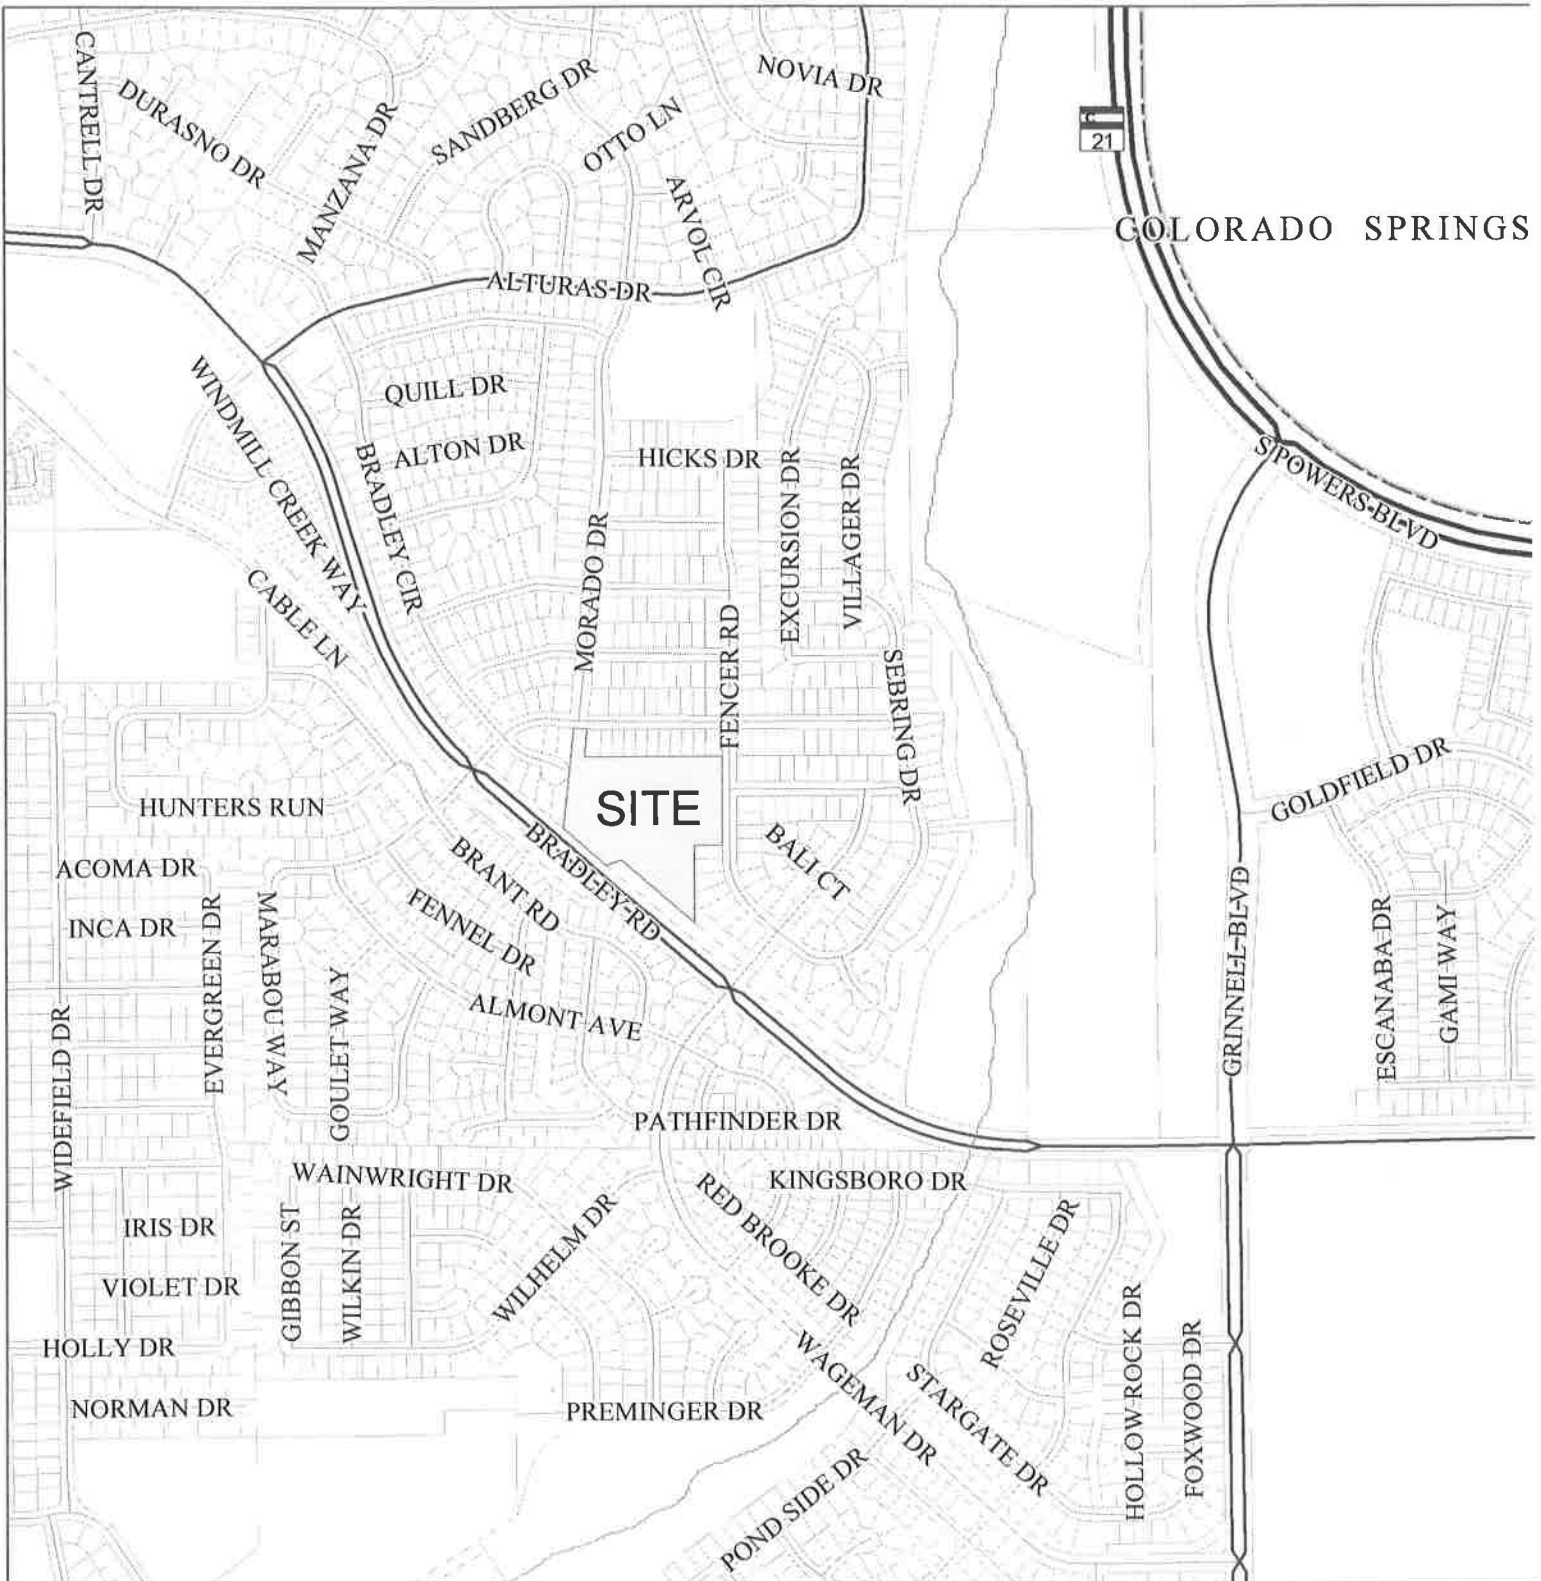 CANTRELL DR
DURASNO DR
MANZANA DR
SANDBERG DR
OTTO LN
NOVIA DR
ARVOL CIR
C
21
COLORADO SPRINGS
ALTURAS DR
WINDMILL CREEK WAY
QUILL DR
ALTON DR
BRADLEY CIR
HICKS DR
EXCURSION DR
VILLAGER DR
S POWERS BLVD
MORADO DR
CABLE LN
FENCER RD
SEBRING DR
GOLDFIELD DR
HUNTERS RUN
SITE
BRADLEY RD
BALI CT
ACOMA DR
BRANT RD
INCA DR
EVERGREEN DR
MARABOU WAY
FENNEL DR
GOULET WAY
ALMONT AVE
GRINNELL BLVD
ESCANABA DR
GAMI WAY
WIDEFIELD DR
PATHFINDER DR
WAINWRIGHT DR
KINGSBORO DR
IRIS DR
GIBBON ST
WILKIN DR
WILHELM DR
RED BROOKE DR
ROSEVILLE DR
VIOLET DR
HOLLY DR
WAGEMAN DR
STARGATE DR
HOLLOW ROCK DR
FOXWOOD DR
NORMAN DR
PREMINGER DR
POND SIDE DR